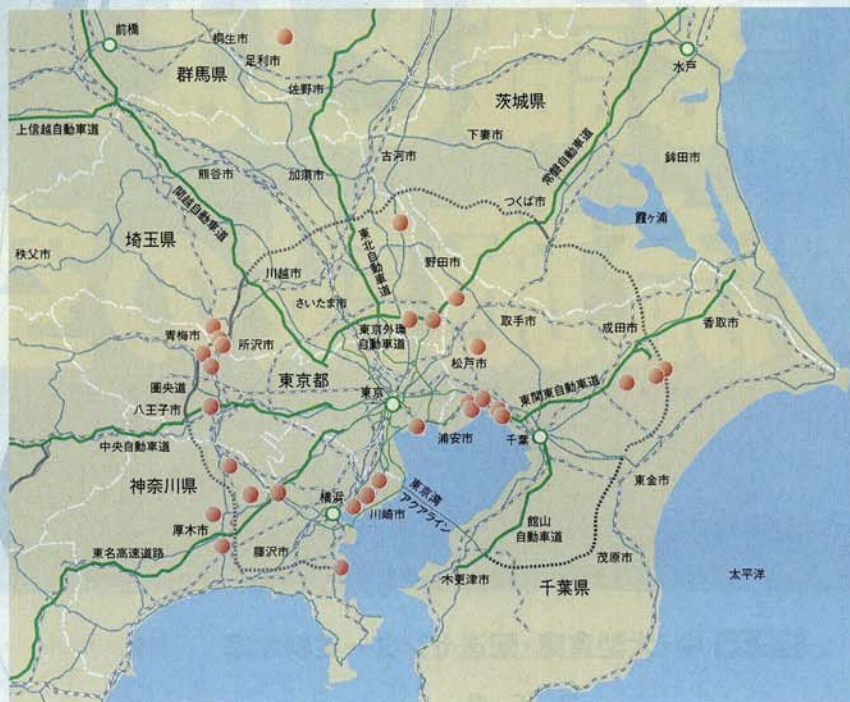 前橋
桐生市
足利市
群馬県
佐野市
茨城県
水戸
上信越自動車道
下妻市
常磐自動車道
古河市
熊谷市
加須市
鉾田市
関越自動車道
つくば市
霞ヶ浦
埼玉県
秩父市
東北自動車道
野田市
川越市
さいたま市
青梅市
所沢市
東京外環
自動車道
取手市
成田市
香取市
松戸市
東京都
圏央道
東京
東関東自動車道
八王子市
浦安市
千葉
中央自動車道
神奈川県
東金市
横浜
川崎市
東京湾
アクアライン
厚木市
館山
自動車道
東名高速道路
藤沢市
茂原市
木更津市
千葉県
太平洋